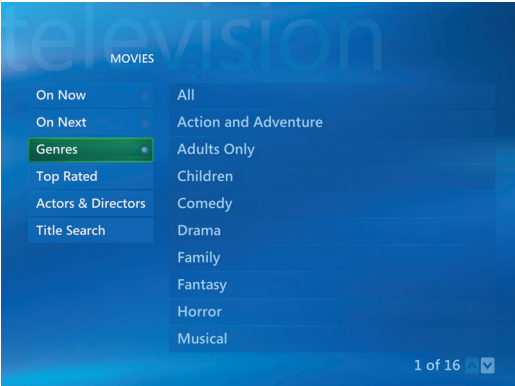 television
MOVIES
On Now
On Next
Genres
Top Rated
Actors & Directors
Title Search
All
Action and Adventure
Adults Only
Children
Comedy
Drama
Family
Fantasy
Horror
Musical
1 of 16